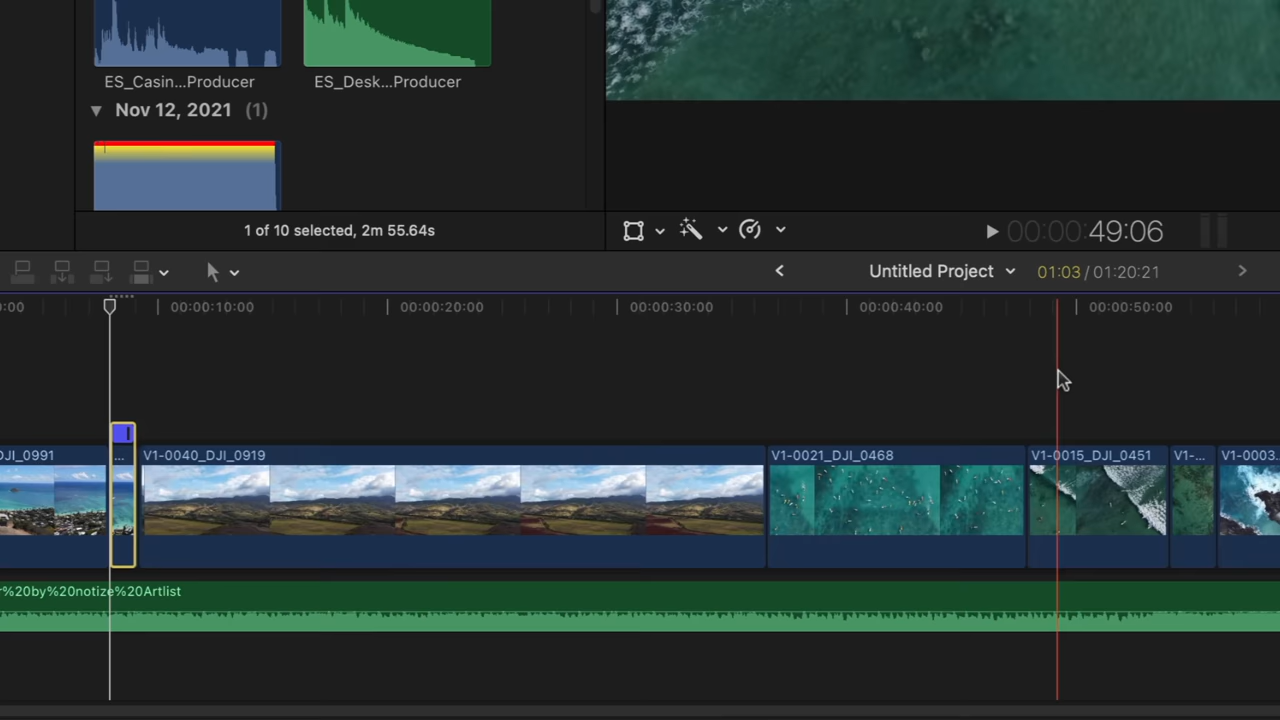 ES_Casin...Producer
ES_Desk...Producer
Nov 12, 2021 (1)
1 of 10 selected, 2m 55.64s
00:00:49:06
Untitled Project
01:03 / 01:20:21
:00
00:00:10:00
00:00:20:00
00:00:30:00
00:00:40:00
00:00:50:00
DJI_0991
...
V1-0040_DJI_0919
V1-0021_DJI_0468
V1-0015_DJI_0451
V1-...
V1-0003...
r%20by%20notize%20Artlist